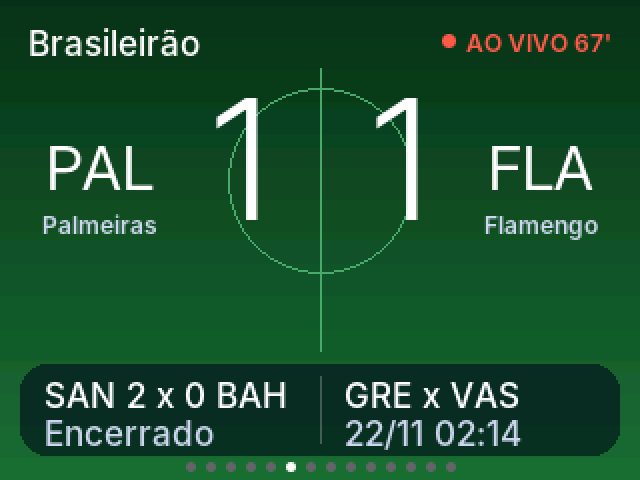 Brasileirão
AO VIVO 67'
PAL 1 1 FLA
Palmeiras Flamengo
SAN 2 x 0 BAH
Encerrado
GRE x VAS
22/11 02:14